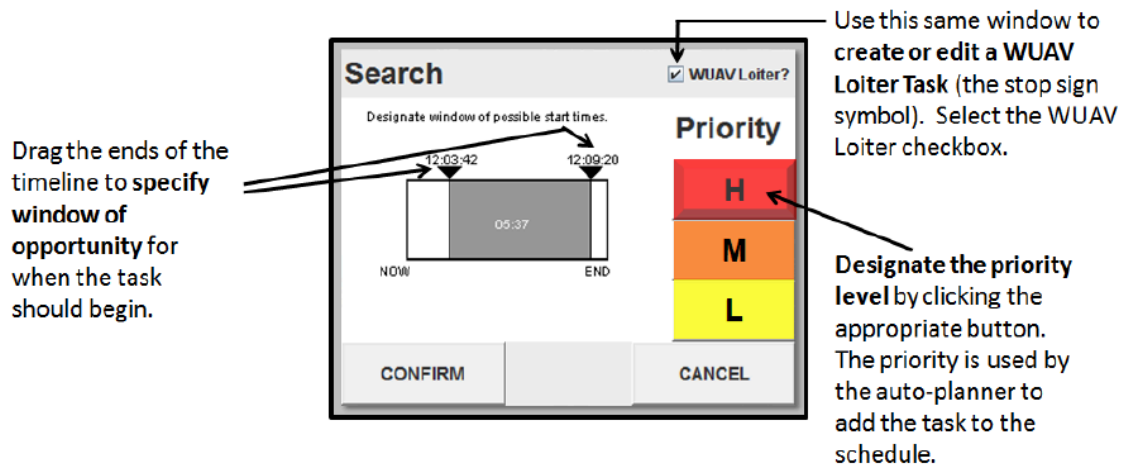 Use this same window to
create or edit a WUAV
Loiter Task (the stop sign
symbol). Select the WUAV
Loiter checkbox.
Search
WUAV Loiter?
Designate window of possible start times.
Priority
12:03:42
12:09:20
05:37
NOW
END
H
M
L
CONFIRM
CANCEL
Drag the ends of the
timeline to specify
window of
opportunity for
when the task
should begin.
Designate the priority
level by clicking the
appropriate button.
The priority is used by
the auto-planner to
add the task to the
schedule.